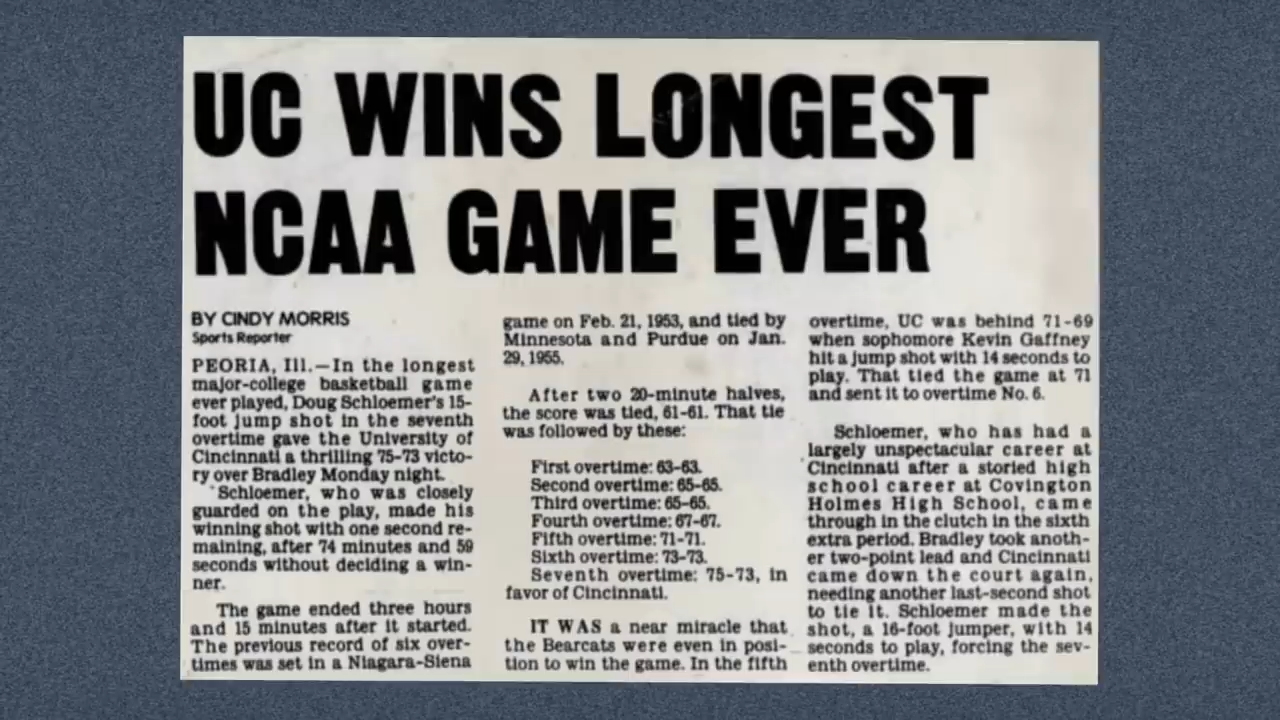 UC WINS LONGEST
NCAA GAME EVER
BY CINDY MORRIS
Sports Reporter
PEORIA, Ill.—In the longest
major-college basketball game
ever played, Doug Schloemer's 15-
foot jump shot in the seventh
overtime gave the University of
Cincinnati a thrilling 75-73 victo-
ry over Bradley Monday night.
Schloemer, who was closely
guarded on the play, made his
winning shot with one second re-
maining, after 74 minutes and 59
seconds without deciding a win-
ner.
The game ended three hours
and 15 minutes after it started.
The previous record of six over-
times was set in a Niagara-Siena
game on Feb. 21, 1953, and tied by
Minnesota and Purdue on Jan.
29, 1955.
After two 20-minute halves,
the score was tied, 61-61. That tie
was followed by these:
First overtime: 63-63.
Second overtime: 65-65.
Third overtime: 65-65.
Fourth overtime: 67-67.
Fifth overtime: 71-71.
Sixth overtime: 73-73.
Seventh overtime: 75-73, in
favor of Cincinnati.
IT WAS a near miracle that
the Bearcats were even in posi-
tion to win the game. In the fifth
overtime, UC was behind 71-69
when sophomore Kevin Gaffney
hit a jump shot with 14 seconds to
play. That tied the game at 71
and sent it to overtime No. 6.
Schloemer, who has had a
largely unspectacular career at
Cincinnati after a storied high
school career at Covington
Holmes High School, came
through in the clutch in the sixth
extra period. Bradley took anoth-
er two-point lead and Cincinnati
came down the court again,
needing another last-second shot
to tie it. Schloemer made the
shot, a 16-foot jumper, with 14
seconds to play, forcing the sev-
enth overtime.